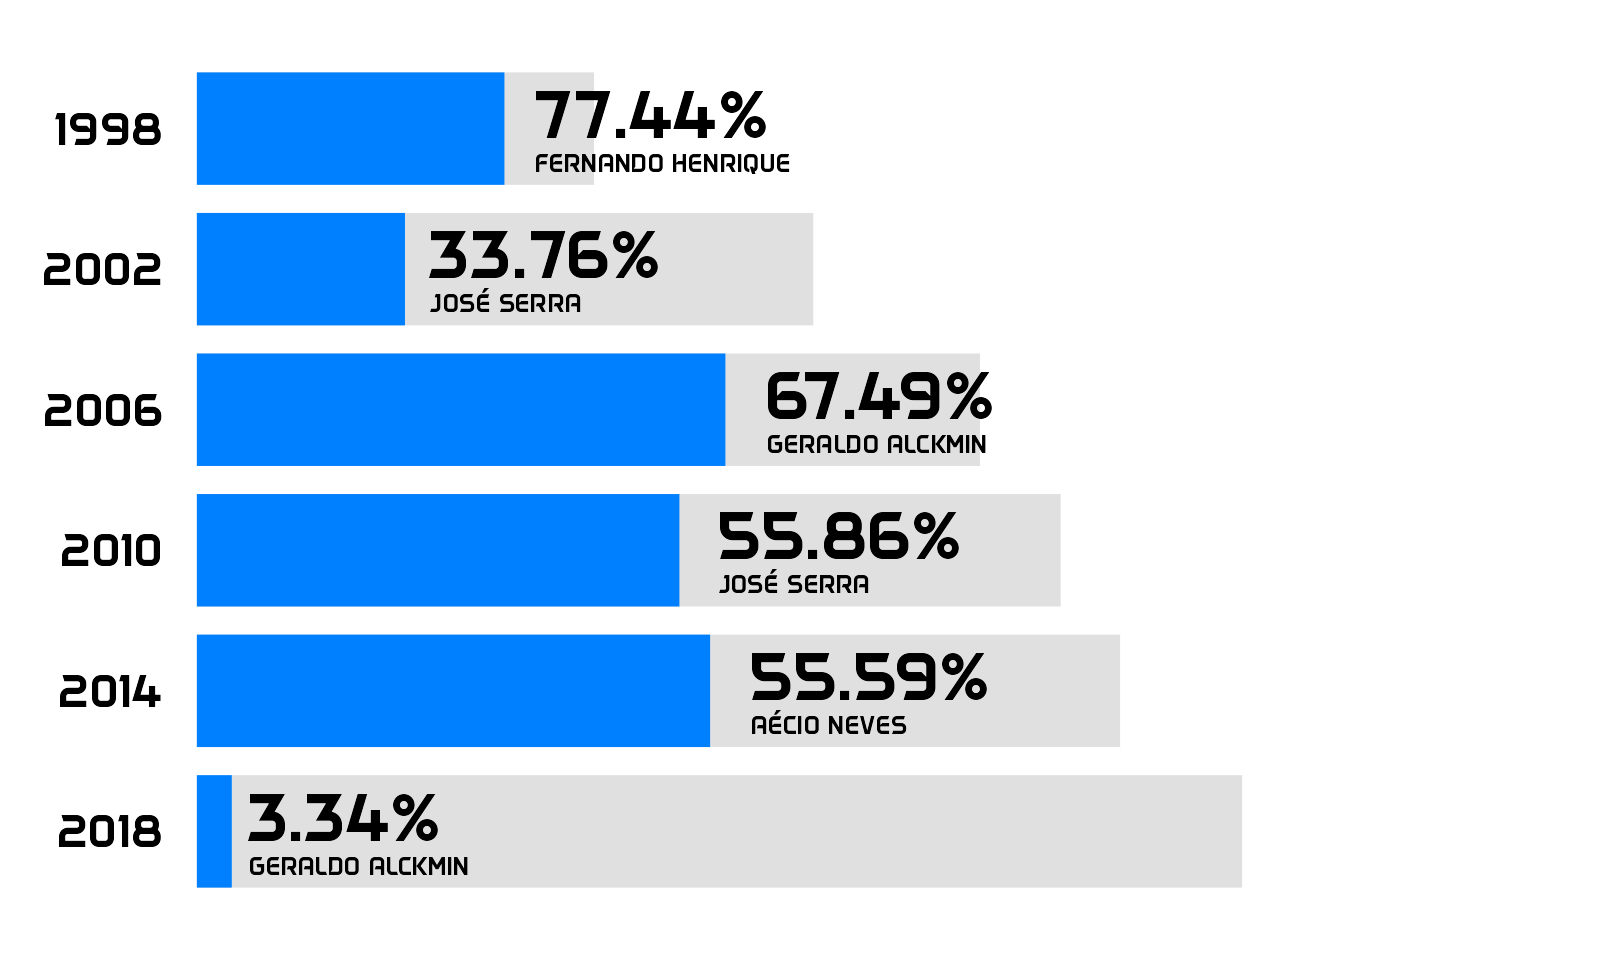 1998
77.44%
FERNANDO HENRIQUE
2002
33.76%
JOSÉ SERRA
2006
67.49%
GERALDO ALCKMIN
2010
55.86%
JOSÉ SERRA
2014
55.59%
AÉCIO NEVES
2018
3.34%
GERALDO ALCKMIN